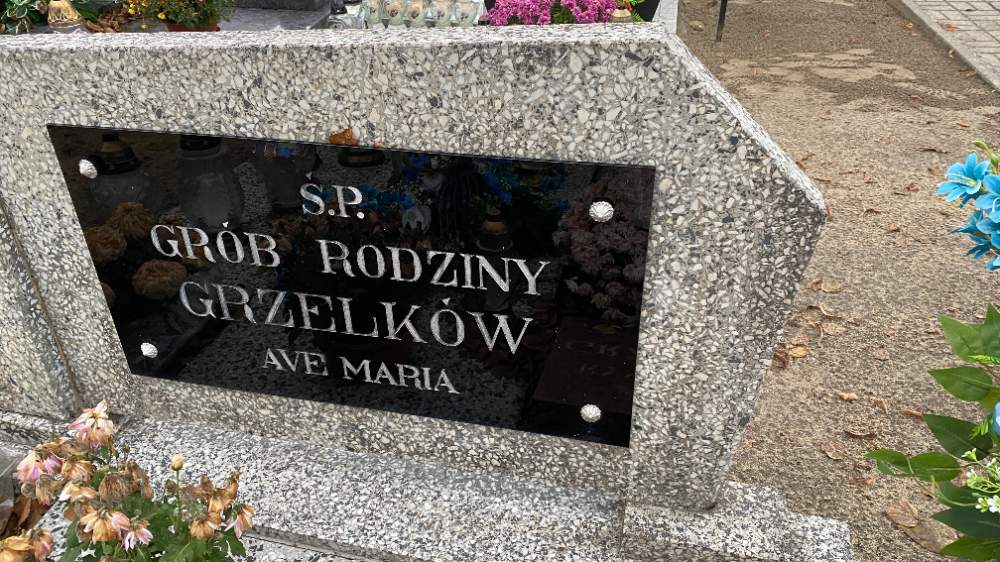 Ś.P.
GRÓB RODZINY
GRZELKÓW
AVE MARIA